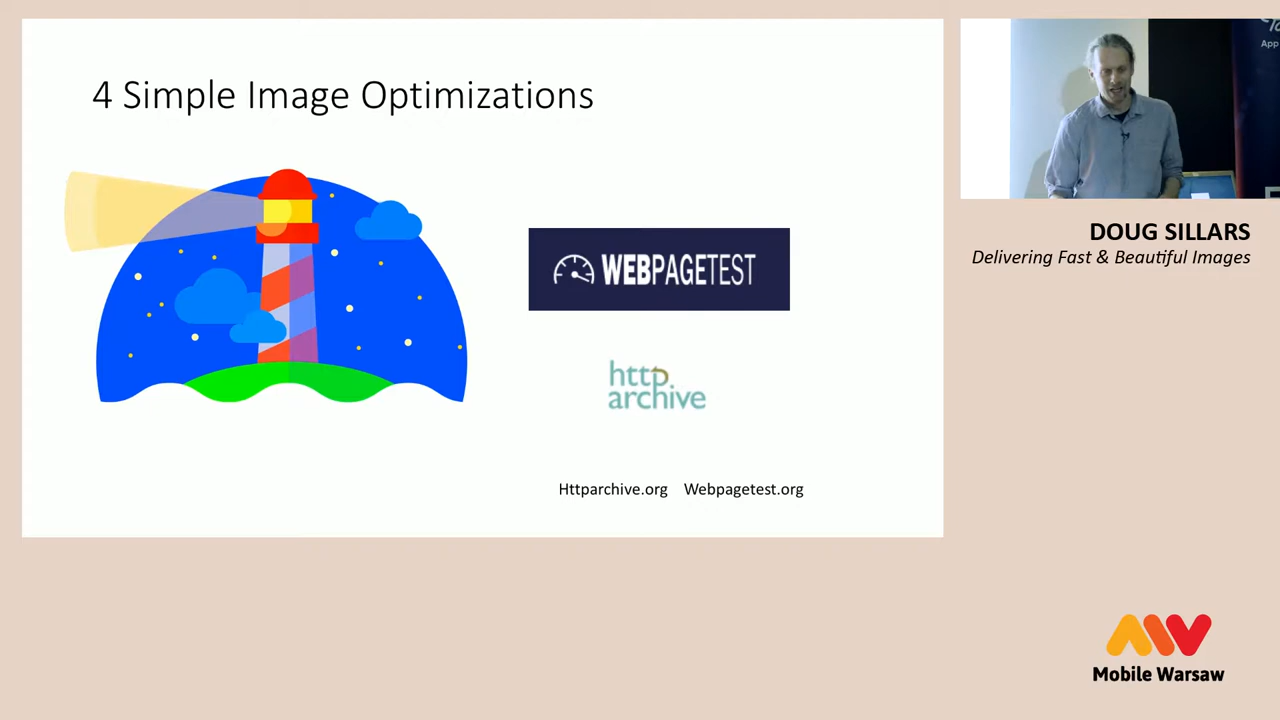 4 Simple Image Optimizations
WEBPAGETEST
http
archive
Httparchive.org Webpagetest.org
App
DOUG SILLARS
Delivering Fast & Beautiful Images
Mobile Warsaw